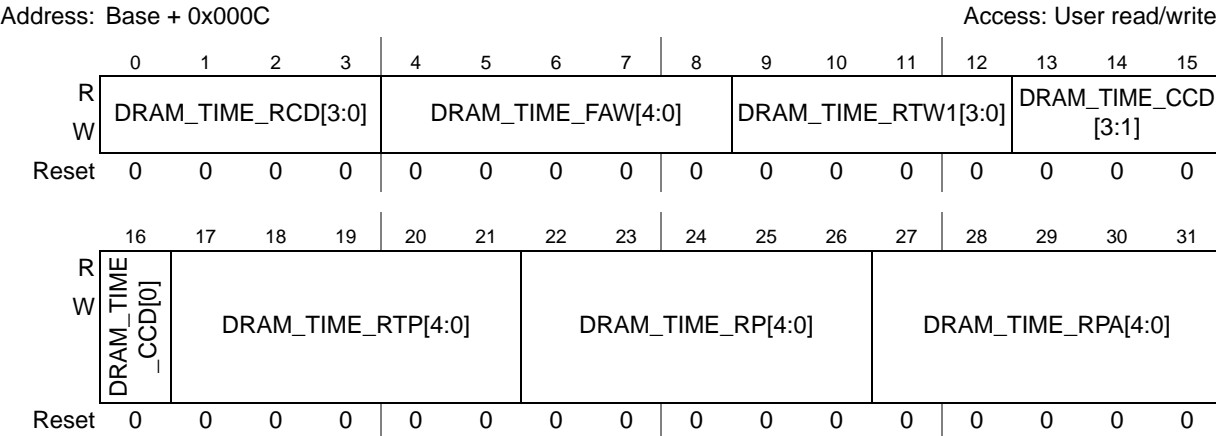 Address: Base + 0x000C Access: User read/write
0 1 2 3 4 5 6 7 8 9 10 11 12 13 14 15
R
W
DRAM_TIME_RCD[3:0] DRAM_TIME_FAW[4:0] DRAM_TIME_RTW1[3:0] DRAM_TIME_CCD
[3:1]
Reset 0 0 0 0 0 0 0 0 0 0 0 0 0 0 0 0
16 17 18 19 20 21 22 23 24 25 26 27 28 29 30 31
R
W
DRAM_TIME
_CCD[0]
DRAM_TIME_RTP[4:0] DRAM_TIME_RP[4:0] DRAM_TIME_RPA[4:0]
Reset 0 0 0 0 0 0 0 0 0 0 0 0 0 0 0 0